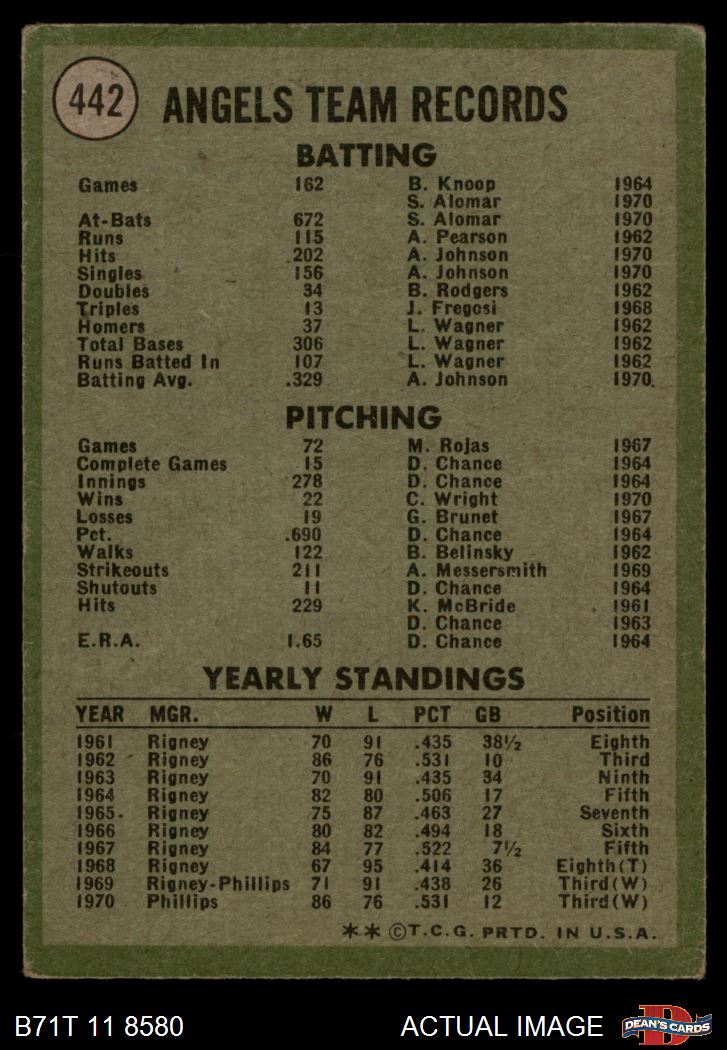 442 ANGELS TEAM RECORDS
BATTING
Games 162 B. Knoop 1964
S. Alomar 1970
At-Bats 672 S. Alomar 1970
Runs 115 A. Pearson 1962
Hits 202 A. Johnson 1970
Singles 156 A. Johnson 1970
Doubles 34 B. Rodgers 1962
Triples 13 J. Fregosi 1968
Homers 37 L. Wagner 1962
Total Bases 306 L. Wagner 1962
Runs Batted In 107 L. Wagner 1962
Batting Avg. .329 A. Johnson 1970
PITCHING
Games 72 M. Rojas 1967
Complete Games 15 D. Chance 1964
Innings 278 D. Chance 1964
Wins 22 C. Wright 1970
Losses 19 G. Brunet 1967
Pct. .690 D. Chance 1964
Walks 122 B. Belinsky 1962
Strikeouts 211 A. Messersmith 1969
Shutouts 11 D. Chance 1964
Hits 229 K. McBride 1961
D. Chance 1963
E.R.A. 1.65 D. Chance 1964
YEARLY STANDINGS
YEAR MGR. W L PCT GB Position
1961 Rigney 70 91 .435 38½ Eighth
1962 Rigney 86 76 .531 10 Third
1963 Rigney 70 91 .435 34 Ninth
1964 Rigney 82 80 .506 17 Fifth
1965 Rigney 75 87 .463 27 Seventh
1966 Rigney 80 82 .494 18 Sixth
1967 Rigney 84 77 .522 7½ Fifth
1968 Rigney 67 95 .414 36 Eighth(T)
1969 Rigney-Phillips 71 91 .438 26 Third(W)
1970 Phillips 86 76 .531 12 Third(W)
** ©T.C.G. PRTD. IN U.S.A.
B71T 11 8580 ACTUAL IMAGE D DEAN'S CARDS